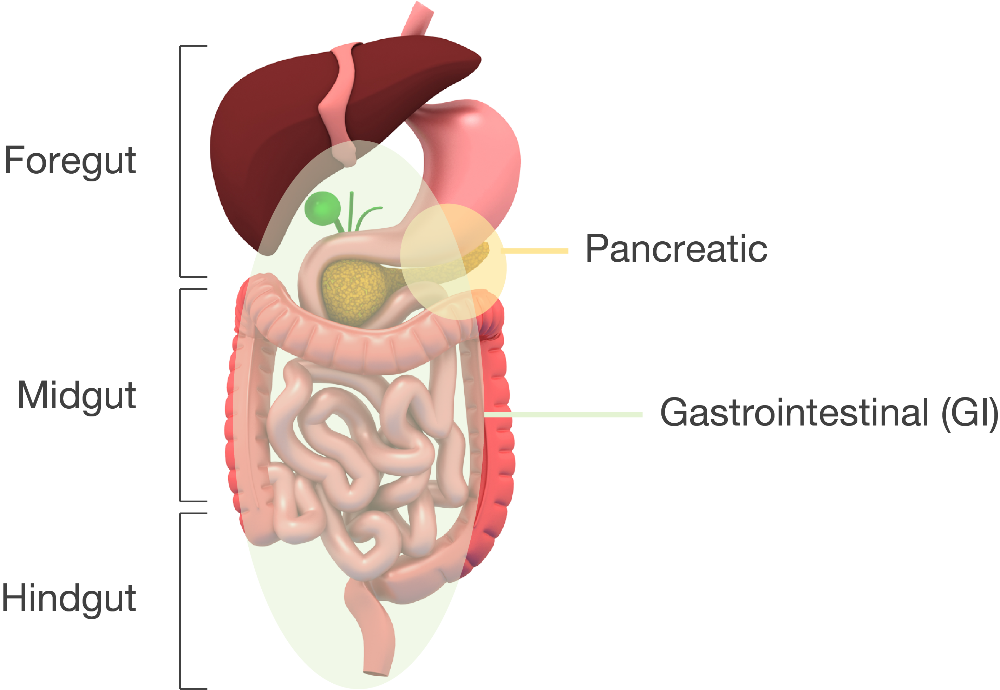 Foregut
Pancreatic
Midgut
Gastrointestinal (GI)
Hindgut